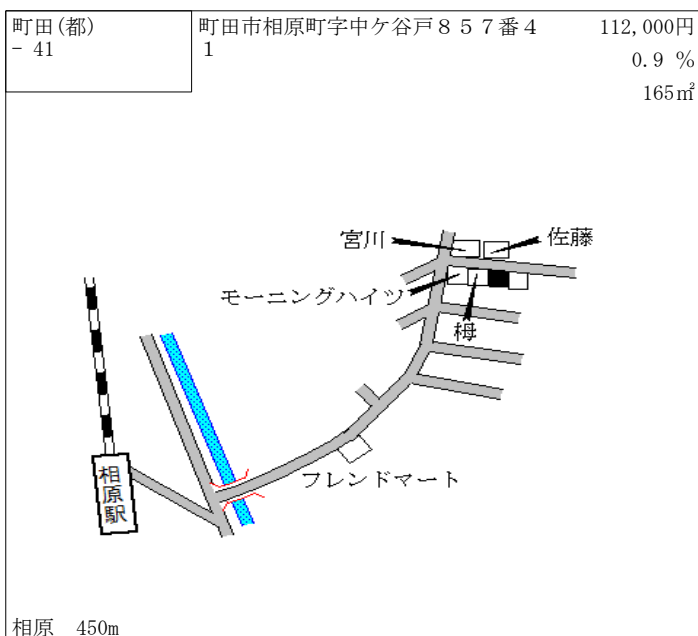 町田(都)
- 41
町田市相原町字中ケ谷戸８５７番４
１
112,000円
0.9 %
165㎡
宮川
佐藤
モーニングハイツ
栂
フレンドマート
相原駅
相原 450m